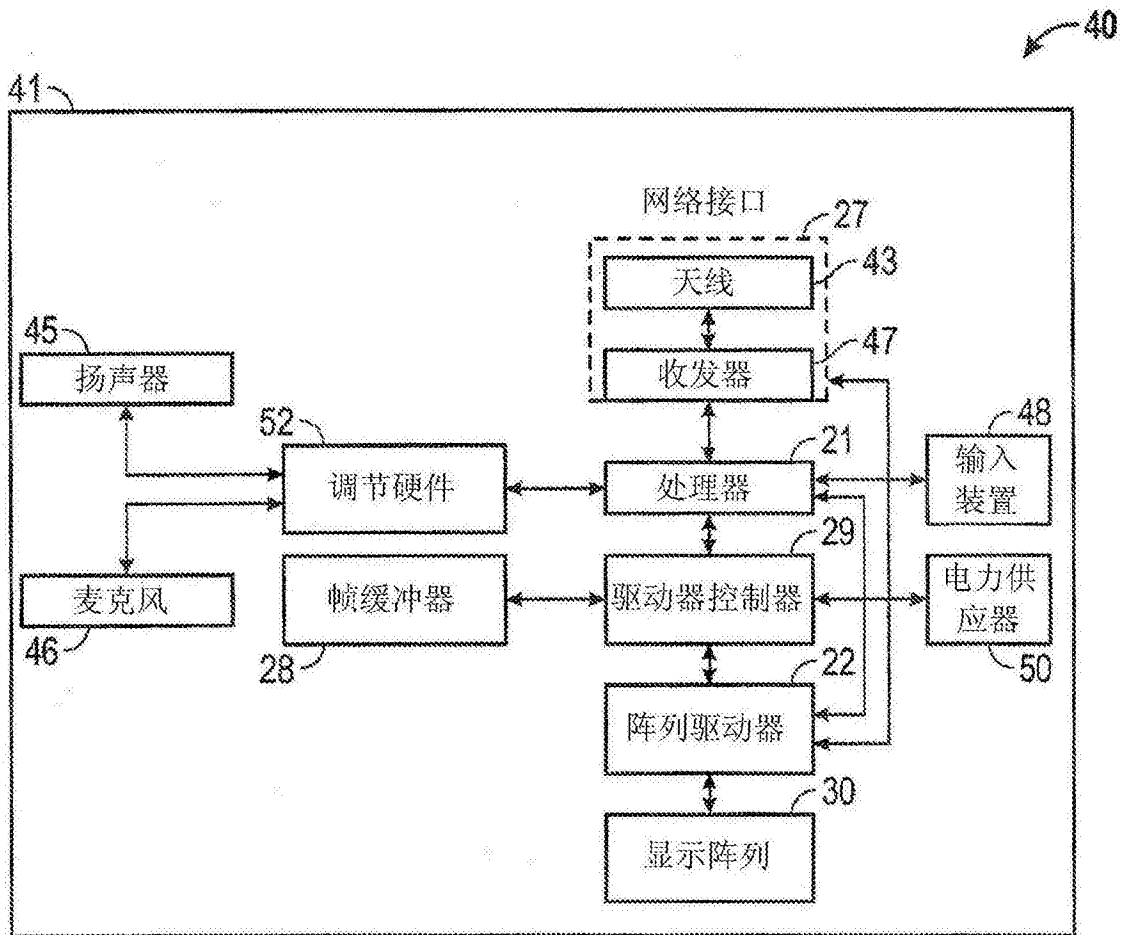 40
41
网络接口
27
天线
43
45
扬声器
47
收发器
52
调节硬件
21
处理器
48
输入
装置
29
驱动器控制器
帧缓冲器
28
麦克风
46
电力供
应器
50
22
阵列驱动器
30
显示阵列